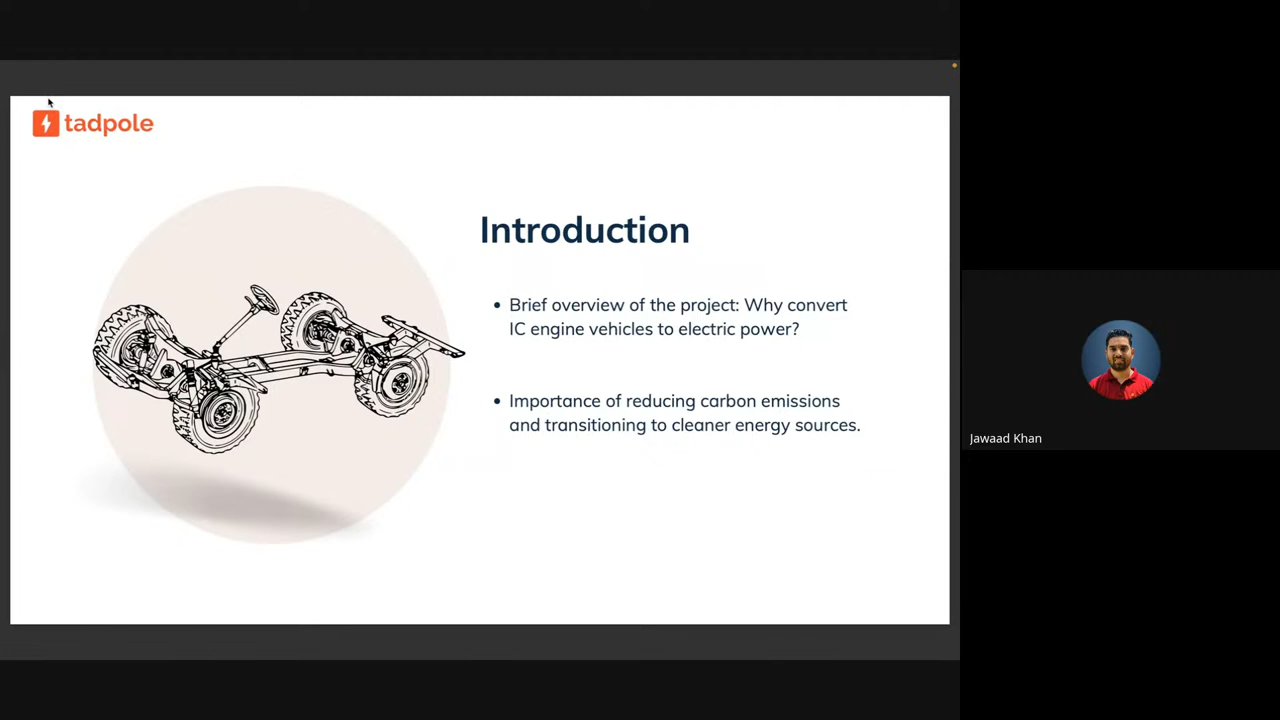 tadpole
Introduction
• Brief overview of the project: Why convert
IC engine vehicles to electric power?
• Importance of reducing carbon emissions
and transitioning to cleaner energy sources.
Jawaad Khan